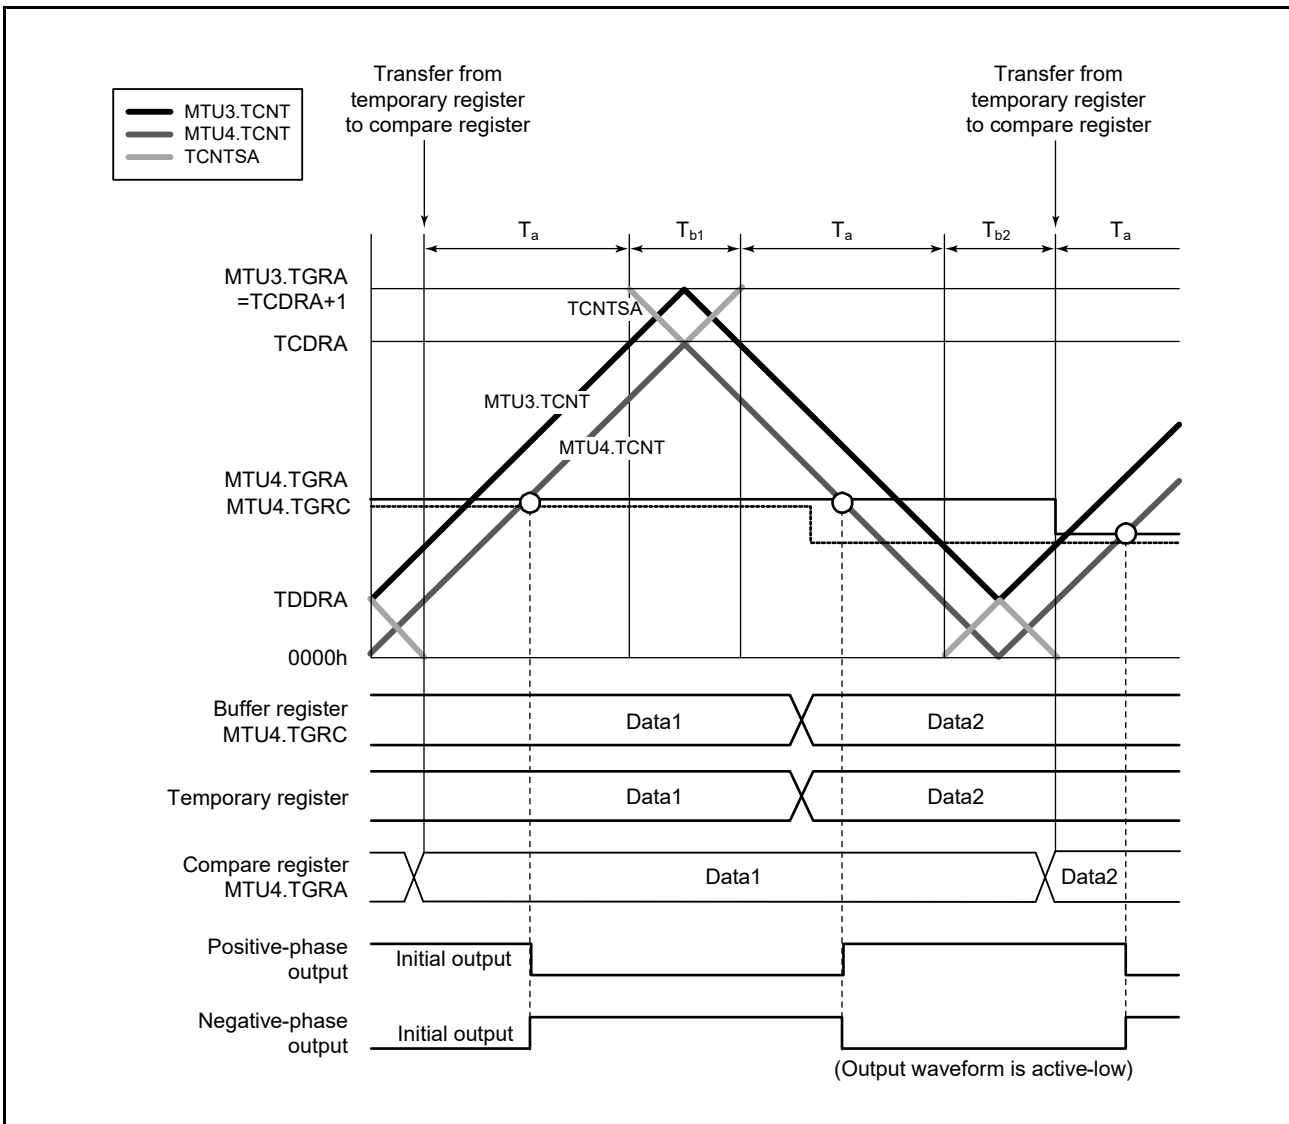 Transfer from
temporary register
to compare register
Transfer from
temporary register
to compare register
MTU3.TCNT
MTU4.TCNT
TCNTSA
Ta
Tb1
Ta
Tb2
Ta
MTU3.TGRA
=TCDRA+1
TCNTSA
TCDRA
MTU3.TCNT
MTU4.TCNT
MTU4.TGRA
MTU4.TGRC
TDDRA
0000h
Buffer register
MTU4.TGRC
Data1
Data2
Temporary register
Data1
Data2
Compare register
MTU4.TGRA
Data1
Data2
Positive-phase
output
Initial output
Negative-phase
output
Initial output
(Output waveform is active-low)